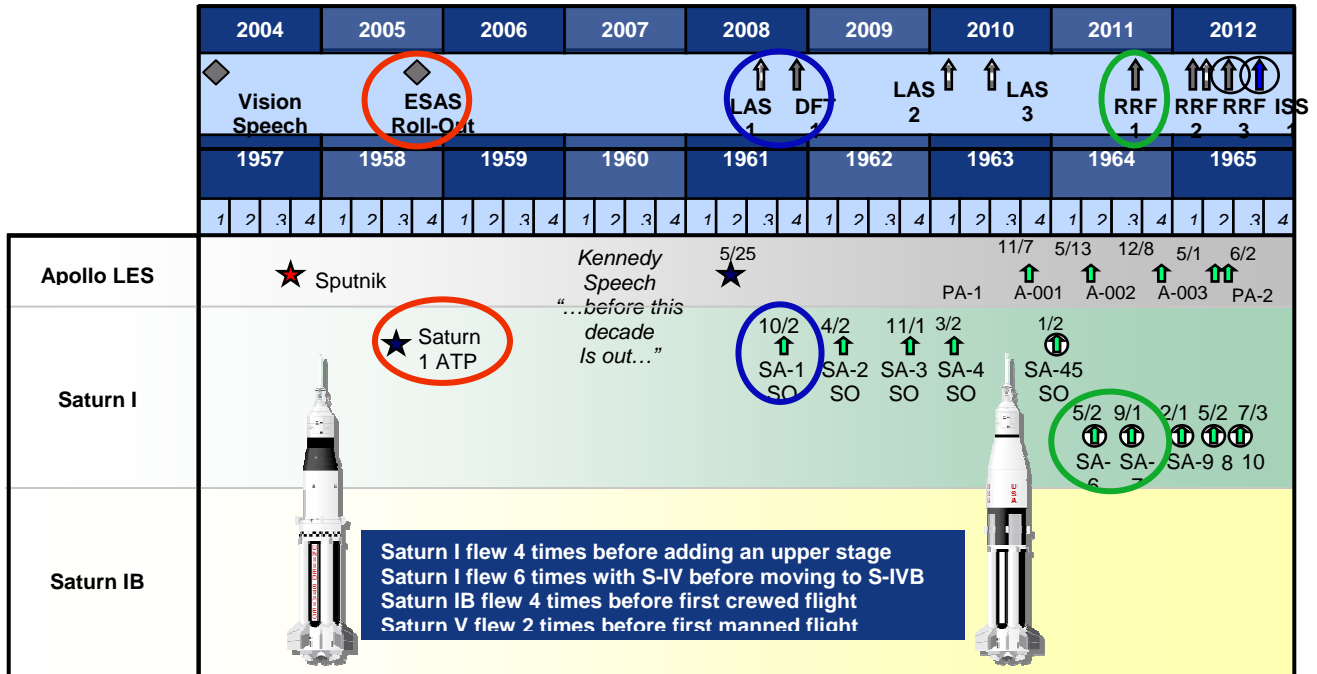 2004 2005 2006 2007 2008 2009 2010 2011 2012
Vision Speech
ESAS Roll-Out
LAS 1
DFT 1
LAS 2
LAS 3
RRF 1
RRF 2
RRF 3
ISS 1
1957 1958 1959 1960 1961 1962 1963 1964 1965
1 2 3 4 1 2 3 4 1 2 3 4 1 2 3 4 1 2 3 4 1 2 3 4 1 2 3 4 1 2 3 4 1 2 3 4
Apollo LES
Sputnik
Kennedy
Speech
“…before this
decade
Is out…”
5/25
11/7 5/13 12/8 5/1 6/2
PA-1 A-001 A-002 A-003 PA-2
Saturn I
Saturn
1 ATP
10/2 4/2 11/1 3/2 1/2
SA-1 SA-2 SA-3 SA-4 SA-45
SO SO SO SO SO
5/2 9/1 2/1 5/2 7/3
SA-6 SA-7 SA-9 8 10
U S A
Saturn IB
Saturn I flew 4 times before adding an upper stage
Saturn I flew 6 times with S-IV before moving to S-IVB
Saturn IB flew 4 times before first crewed flight
Saturn V flew 2 times before first manned flight